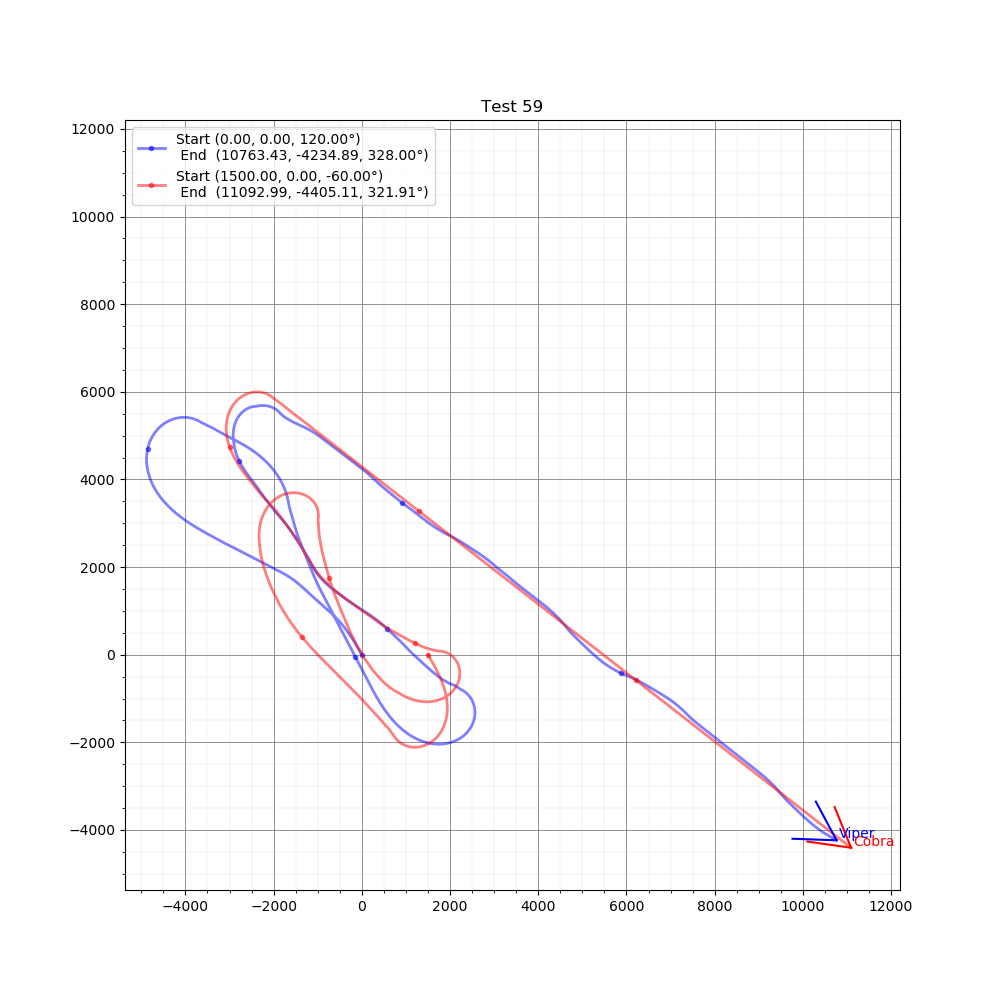 Test 59
Start (0.00, 0.00, 120.00°)
End (10763.43, -4234.89, 328.00°)
Start (1500.00, 0.00, -60.00°)
End (11092.99, -4405.11, 321.91°)
12000
10000
8000
6000
4000
2000
0
−2000
−4000
Viper
Cobra
−4000 −2000 0 2000 4000 6000 8000 10000 12000